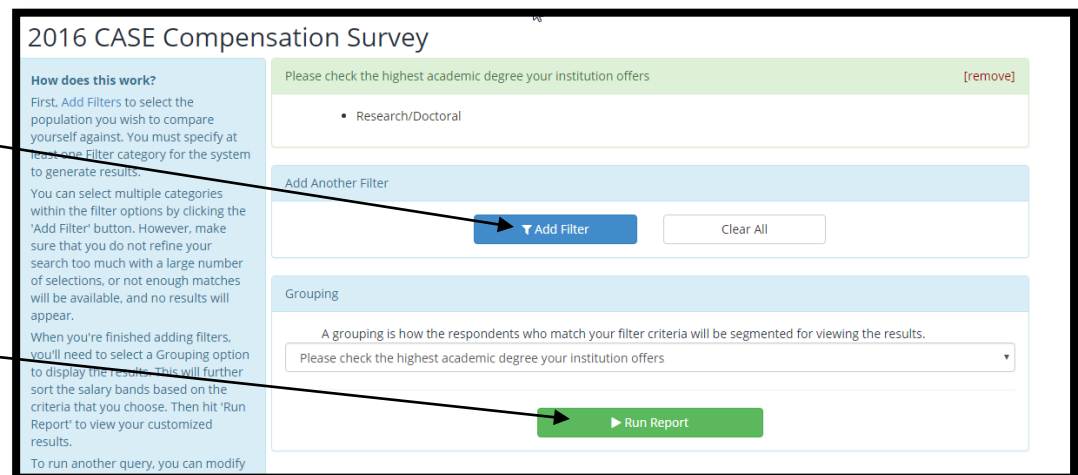 2016 CASE Compensation Survey
How does this work?
First, Add Filters to select the
population you wish to compare
yourself against. You must specify at
least one Filter category for the system
to generate results.
You can select multiple categories
within the filter options by clicking the
'Add Filter' button. However, make
sure that you do not refine your
search too much with a large number
of selections, or not enough matches
will be available, and no results will
appear.
When you're finished adding filters,
you'll need to select a Grouping option
to display the results. This will further
sort the salary bands based on the
criteria that you choose. Then hit 'Run
Report' to view your customized
results.
To run another query, you can modify
Please check the highest academic degree your institution offers [remove]
• Research/Doctoral
Add Another Filter
Add Filter Clear All
Grouping
A grouping is how the respondents who match your filter criteria will be segmented for viewing the results.
Please check the highest academic degree your institution offers
Run Report